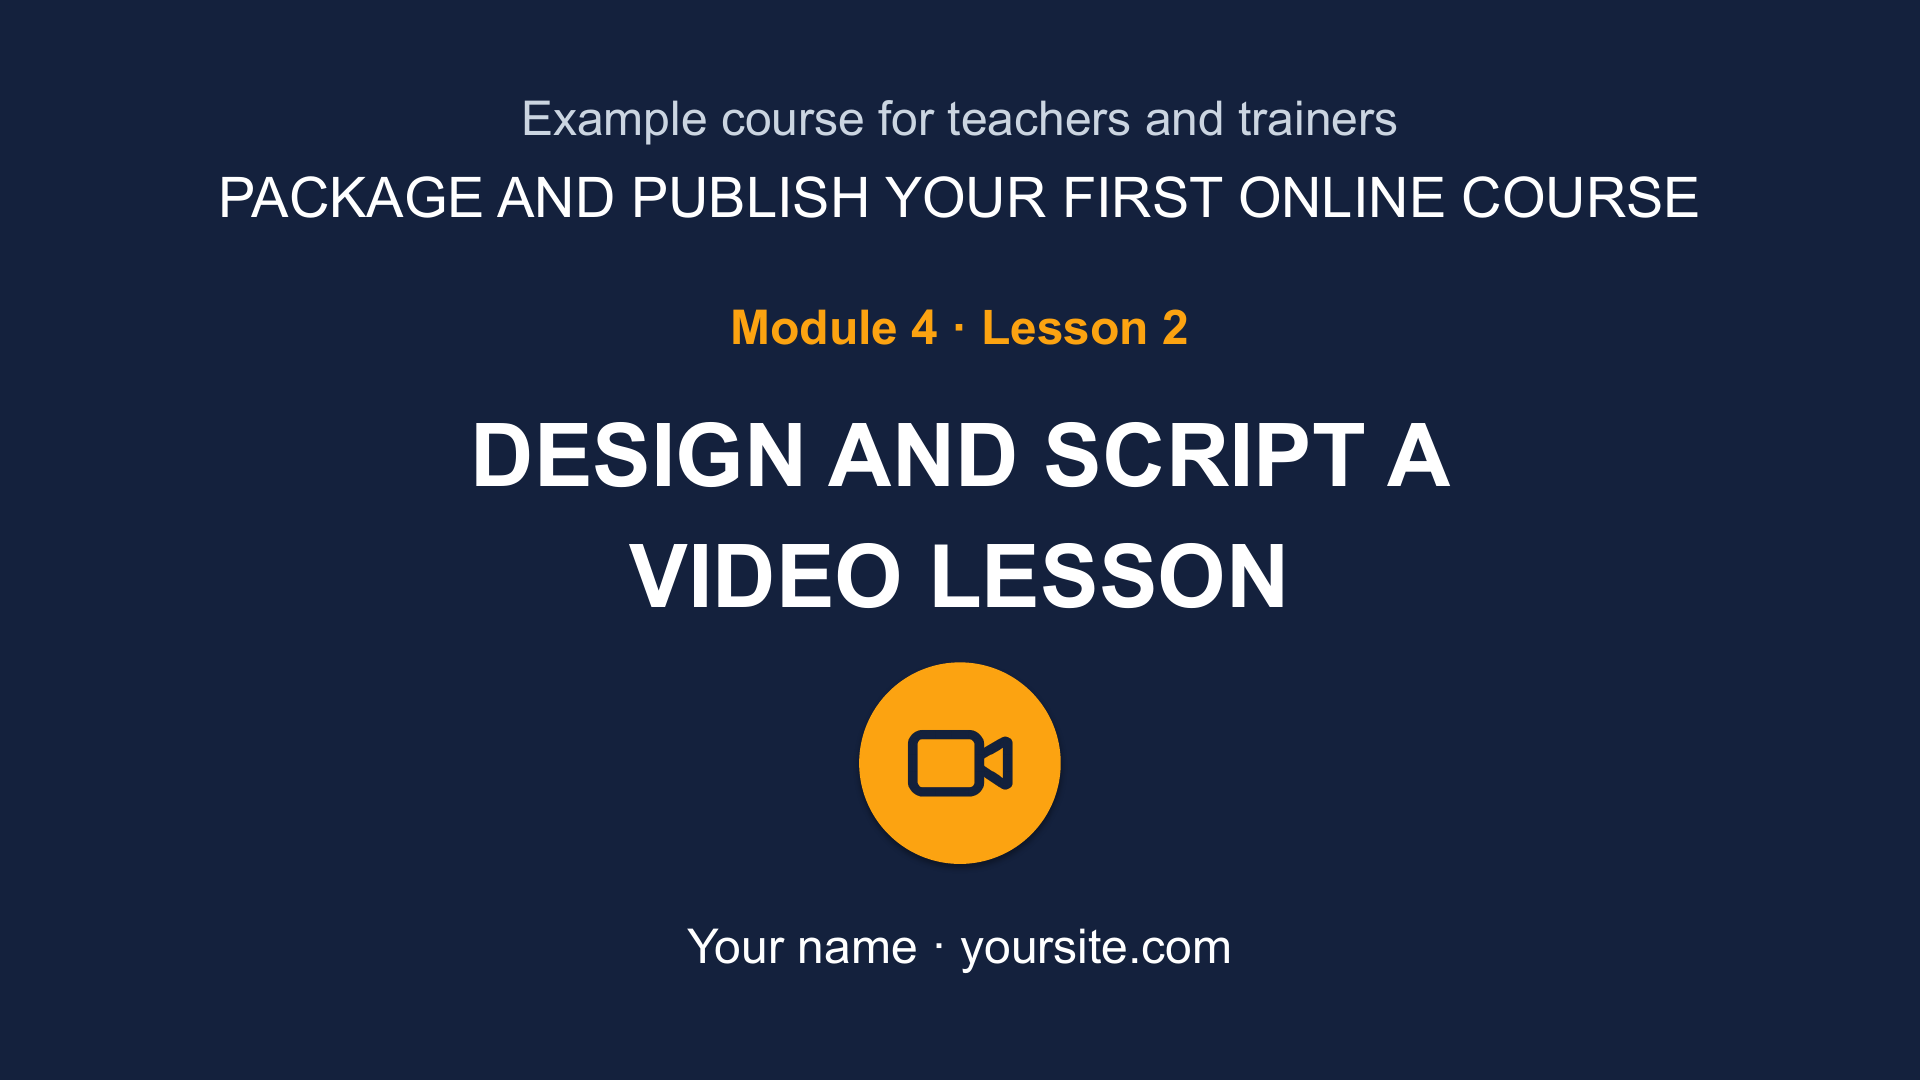 Example course for teachers and trainers
PACKAGE AND PUBLISH YOUR FIRST ONLINE COURSE
Module 4 · Lesson 2
DESIGN AND SCRIPT A
VIDEO LESSON
Your name · yoursite.com